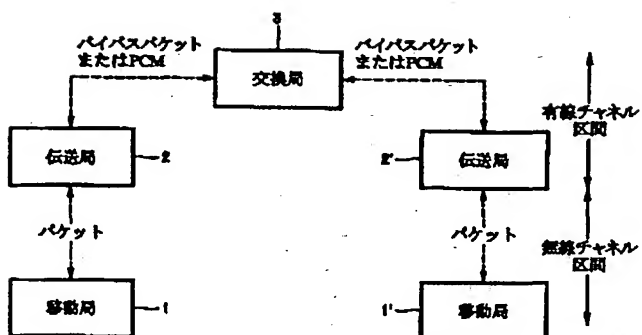 3
バイパスパケット
またはPCM
交換局
バイパスパケット
またはPCM
有線チャネル
区間
伝送局
2
2'
伝送局
パケット
パケット
無線チャネル
区間
移動局
1
1'
移動局